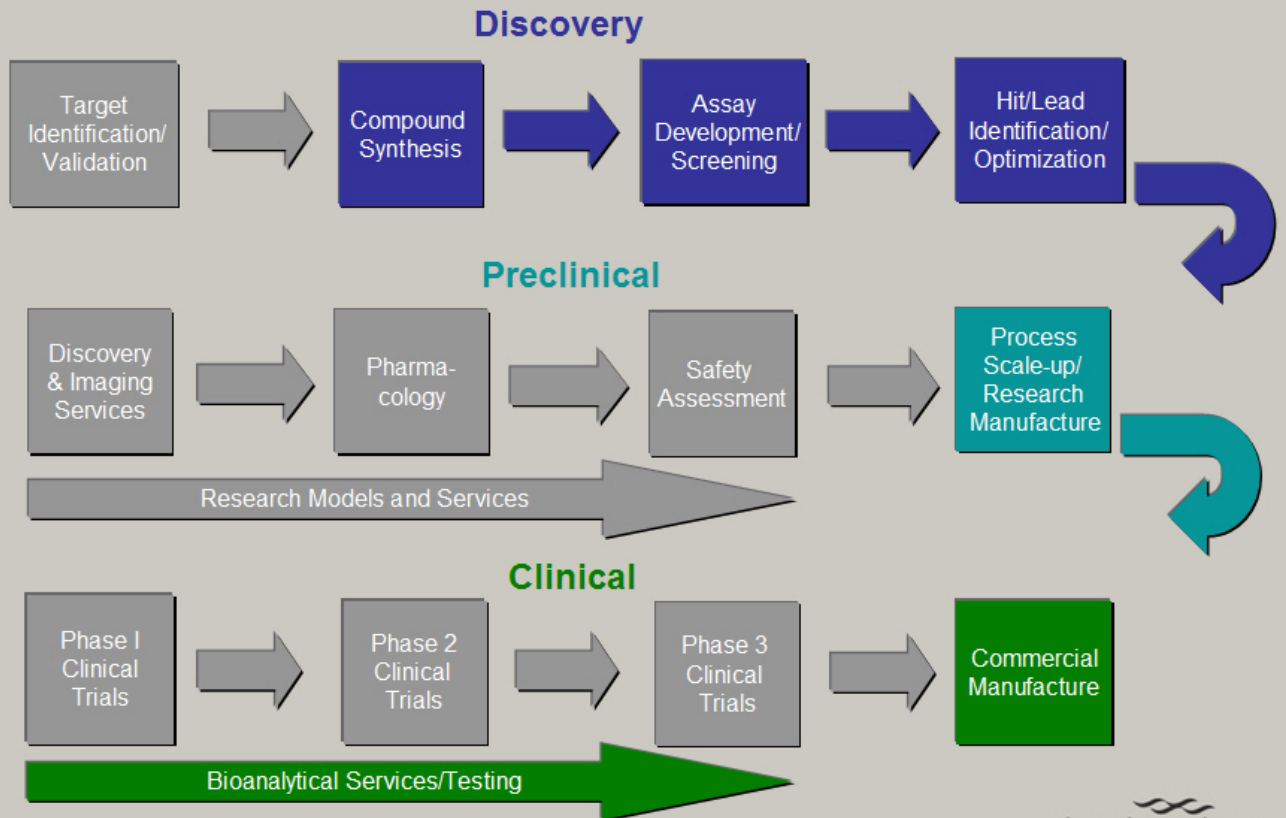 Discovery
Target
Identification/
Validation
Compound
Synthesis
Assay
Development/
Screening
Hit/Lead
Identification/
Optimization
Preclinical
Discovery
& Imaging
Services
Pharma-
cology
Safety
Assessment
Process
Scale-up/
Research
Manufacture
Research Models and Services
Clinical
Phase I
Clinical
Trials
Phase 2
Clinical
Trials
Phase 3
Clinical
Trials
Commercial
Manufacture
Bioanalytical Services/Testing